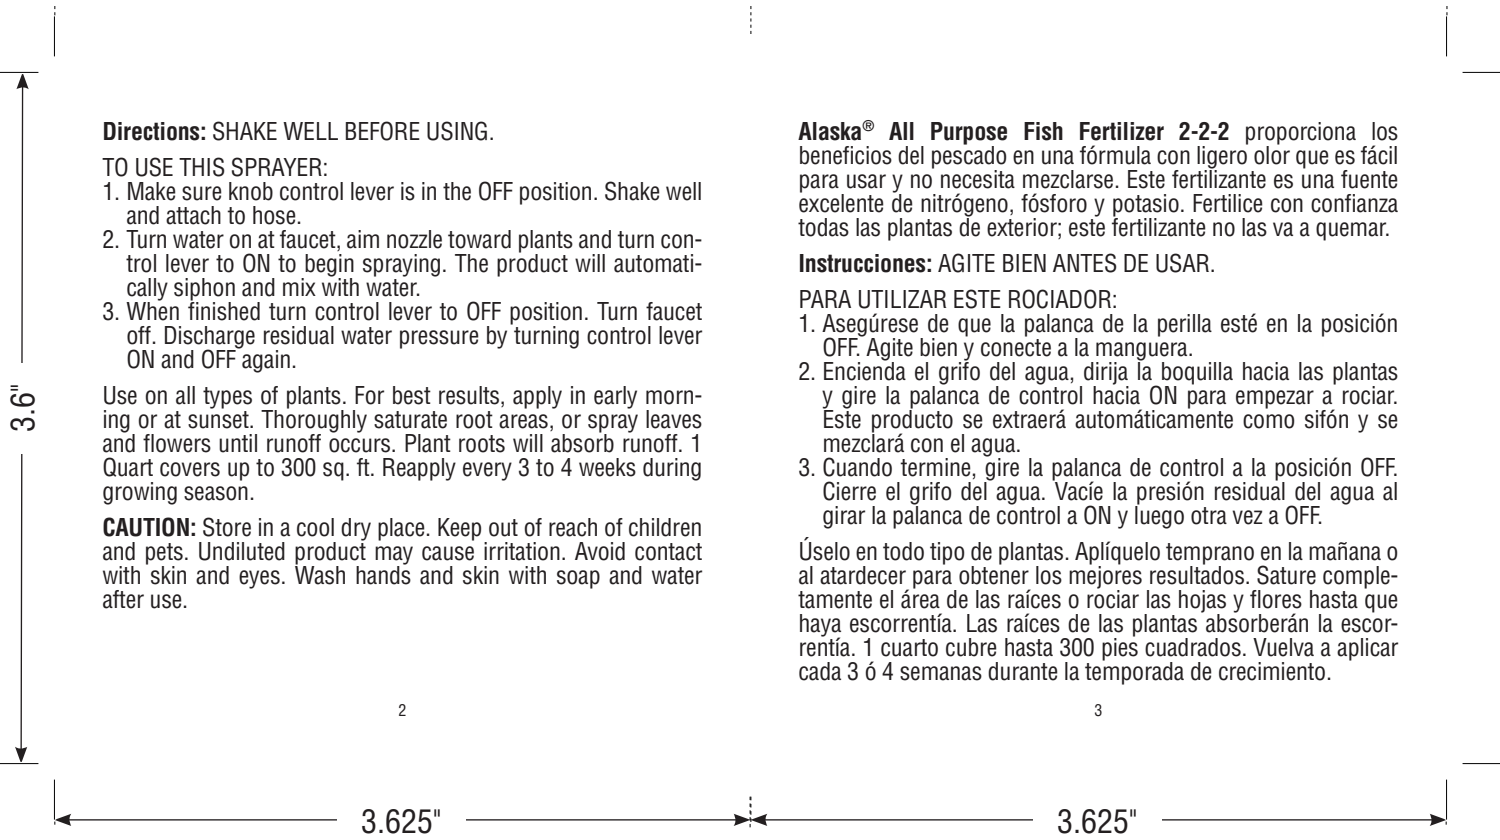 Directions: SHAKE WELL BEFORE USING.
TO USE THIS SPRAYER:
1. Make sure knob control lever is in the OFF position. Shake well
and attach to hose.
2. Turn water on at faucet, aim nozzle toward plants and turn con-
trol lever to ON to begin spraying. The product will automati-
cally siphon and mix with water.
3. When finished turn control lever to OFF position. Turn faucet
off. Discharge residual water pressure by turning control lever
ON and OFF again.
Use on all types of plants. For best results, apply in early morn-
ing or at sunset. Thoroughly saturate root areas, or spray leaves
and flowers until runoff occurs. Plant roots will absorb runoff. 1
Quart covers up to 300 sq. ft. Reapply every 3 to 4 weeks during
growing season.
CAUTION: Store in a cool dry place. Keep out of reach of children
and pets. Undiluted product may cause irritation. Avoid contact
with skin and eyes. Wash hands and skin with soap and water
after use.
2
Alaska® All Purpose Fish Fertilizer 2-2-2 proporciona los
beneficios del pescado en una fórmula con ligero olor que es fácil
para usar y no necesita mezclarse. Este fertilizante es una fuente
excelente de nitrógeno, fósforo y potasio. Fertilice con confianza
todas las plantas de exterior; este fertilizante no las va a quemar.
Instrucciones: AGITE BIEN ANTES DE USAR.
PARA UTILIZAR ESTE ROCIADOR:
1. Asegúrese de que la palanca de la perilla esté en la posición
OFF. Agite bien y conecte a la manguera.
2. Encienda el grifo del agua, dirija la boquilla hacia las plantas
y gire la palanca de control hacia ON para empezar a rociar.
Este producto se extraerá automáticamente como sifón y se
mezclará con el agua.
3. Cuando termine, gire la palanca de control a la posición OFF.
Cierre el grifo del agua. Vacíe la presión residual del agua al
girar la palanca de control a ON y luego otra vez a OFF.
Úselo en todo tipo de plantas. Aplíquelo temprano en la mañana o
al atardecer para obtener los mejores resultados. Sature comple-
tamente el área de las raíces o rociar las hojas y flores hasta que
haya escorrentía. Las raíces de las plantas absorberán la escor-
rentía. 1 cuarto cubre hasta 300 pies cuadrados. Vuelva a aplicar
cada 3 ó 4 semanas durante la temporada de crecimiento.
3
3.6"
3.625"
3.625"